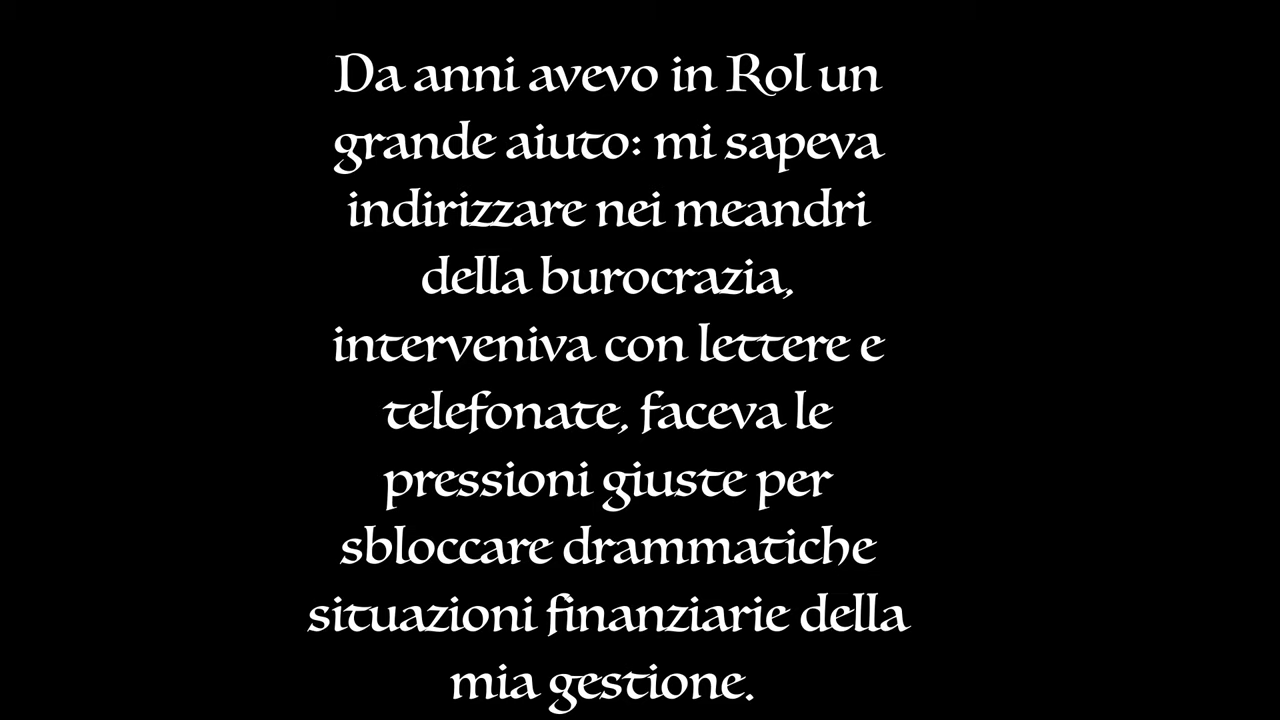 Da anni avevo in Rol un
grande aiuto: mi sapeva
indirizzare nei meandri
della burocrazia,
interveniva con lettere e
telefonate, faceva le
pressioni giuste per
sbloccare drammatiche
situazioni finanziarie della
mia gestione.